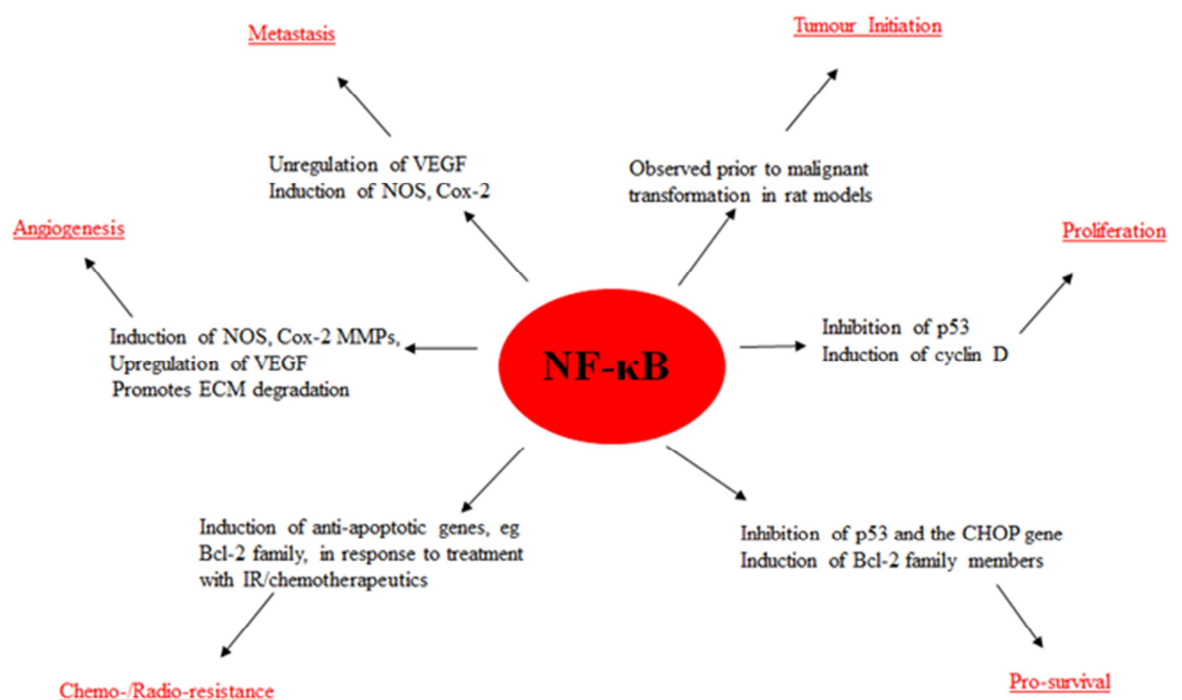 Metastasis
Tumour Initiation
Unregulation of VEGF
Induction of NOS, Cox-2
Observed prior to malignant
transformation in rat models
Angiogenesis
Proliferation
Induction of NOS, Cox-2 MMPs,
Upregulation of VEGF
Promotes ECM degradation
NF-κB
Inhibition of p53
Induction of cyclin D
Induction of anti-apoptotic genes, eg
Bcl-2 family, in response to treatment
with IR/chemotherapeutics
Inhibition of p53 and the CHOP gene
Induction of Bcl-2 family members
Chemo-/Radio-resistance
Pro-survival